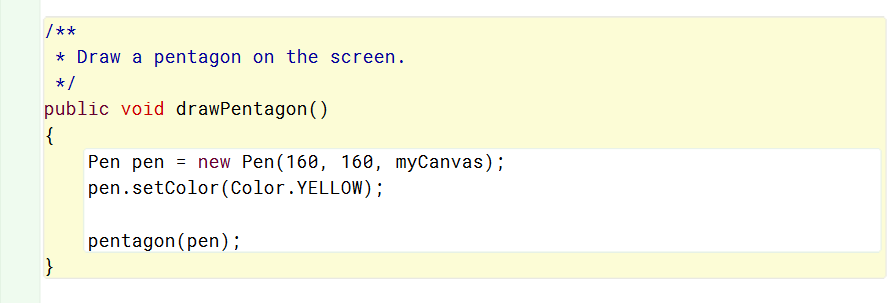 /**
 * Draw a pentagon on the screen.
 */
public void drawPentagon()
{
    Pen pen = new Pen(160, 160, myCanvas);
    pen.setColor(Color.YELLOW);

    pentagon(pen);
}